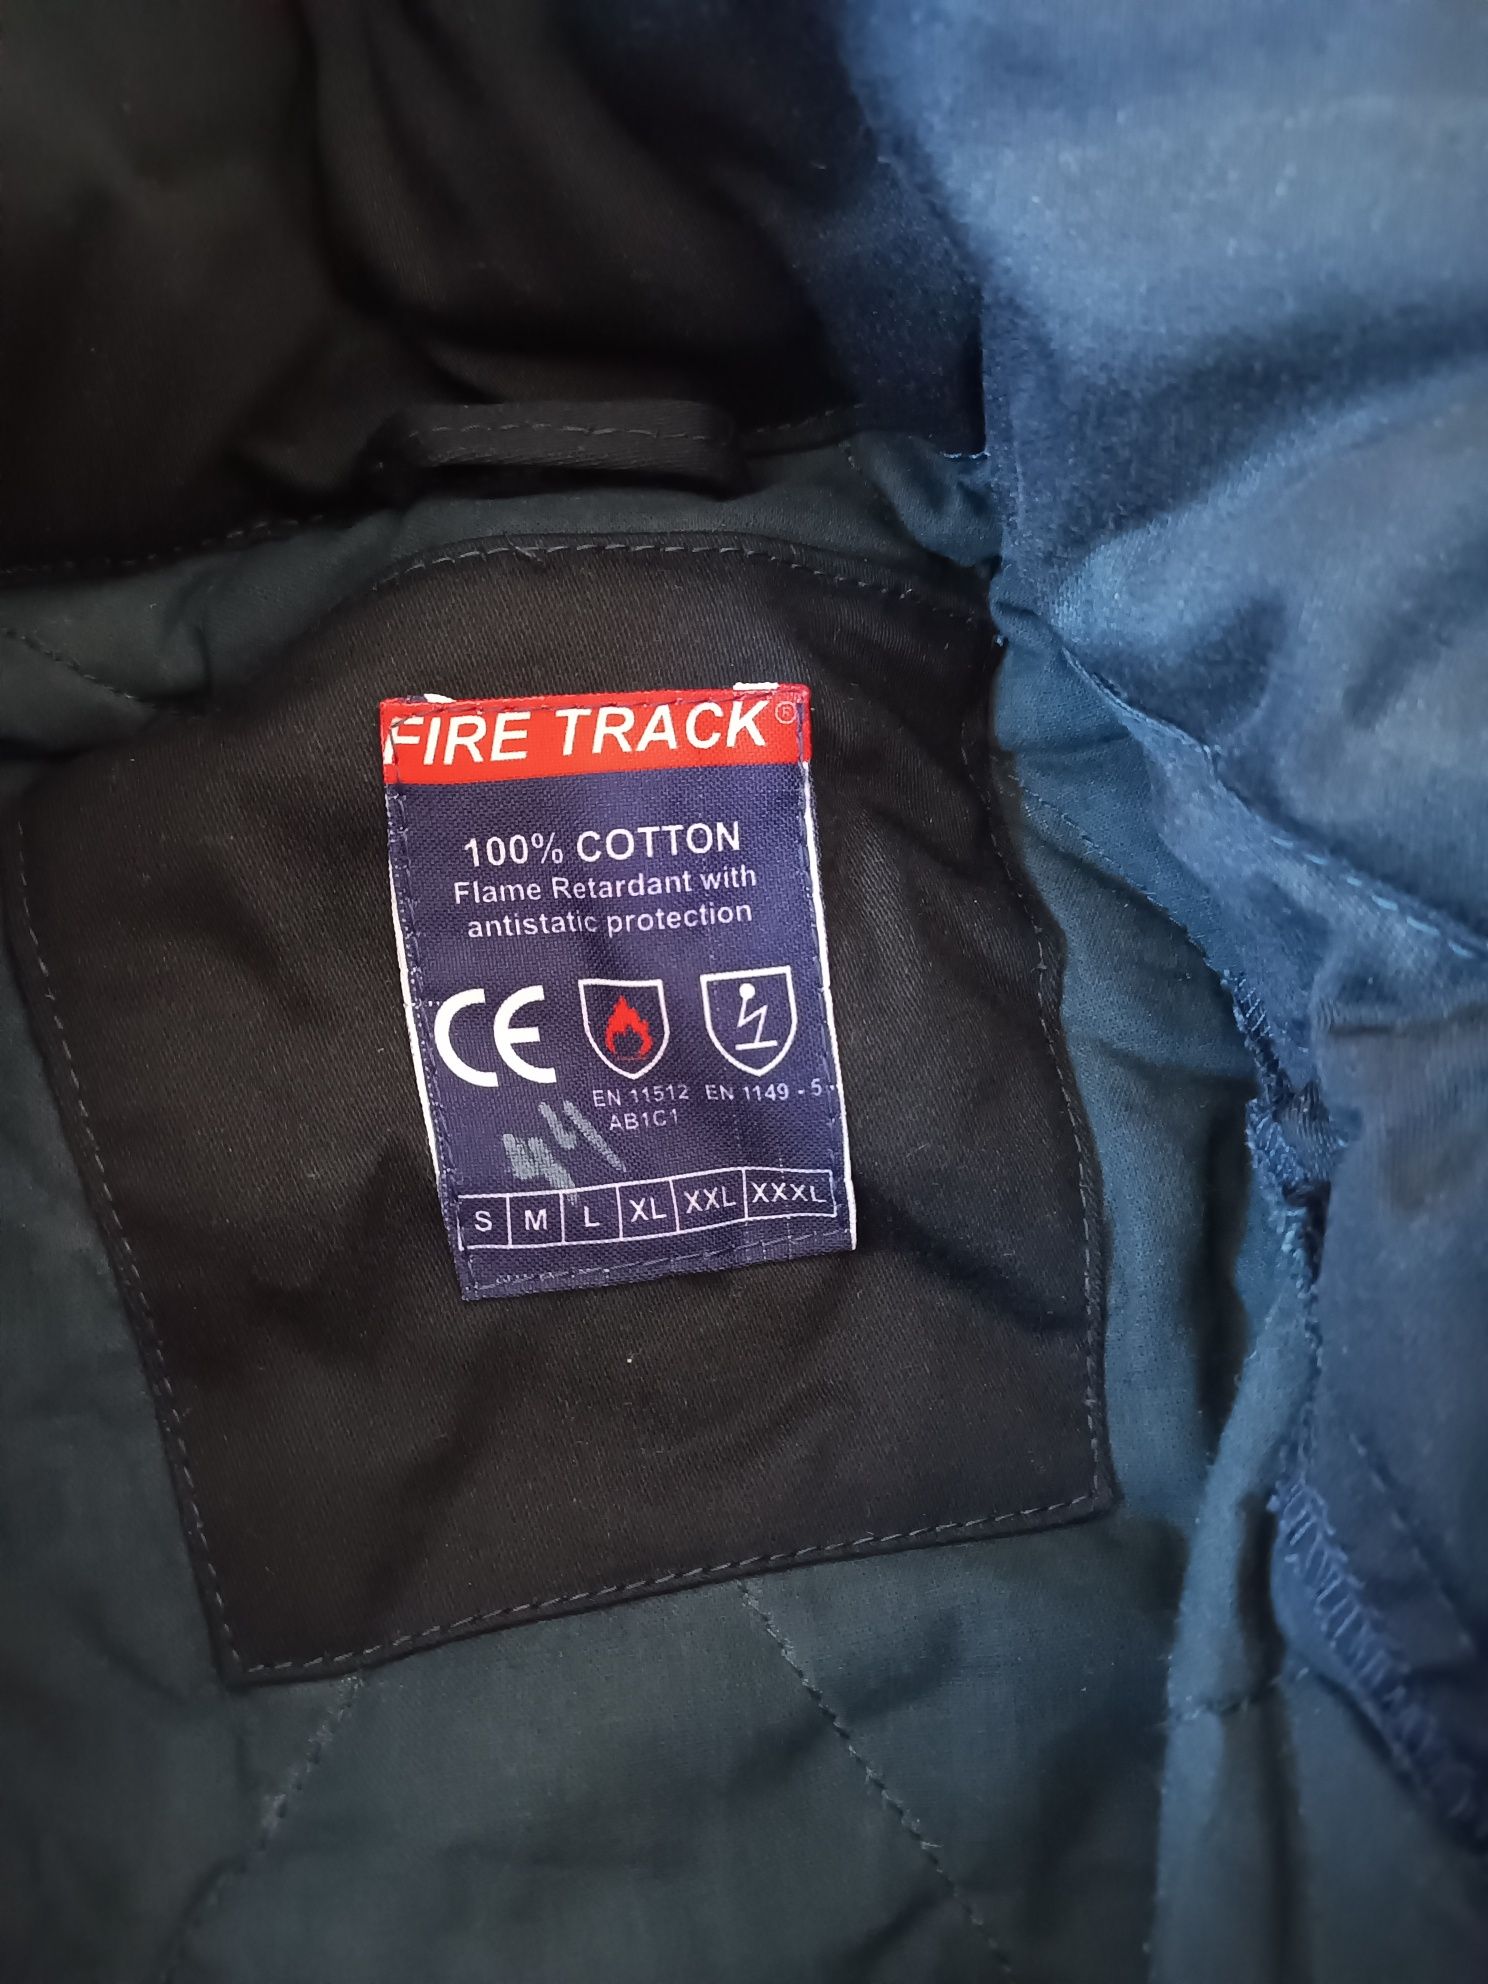 FIRE TRACK®
100% COTTON
Flame Retardant with
antistatic protection
CE
EN 11512 EN 1149 - 5
AB1C1
S M L XL XXL XXXL